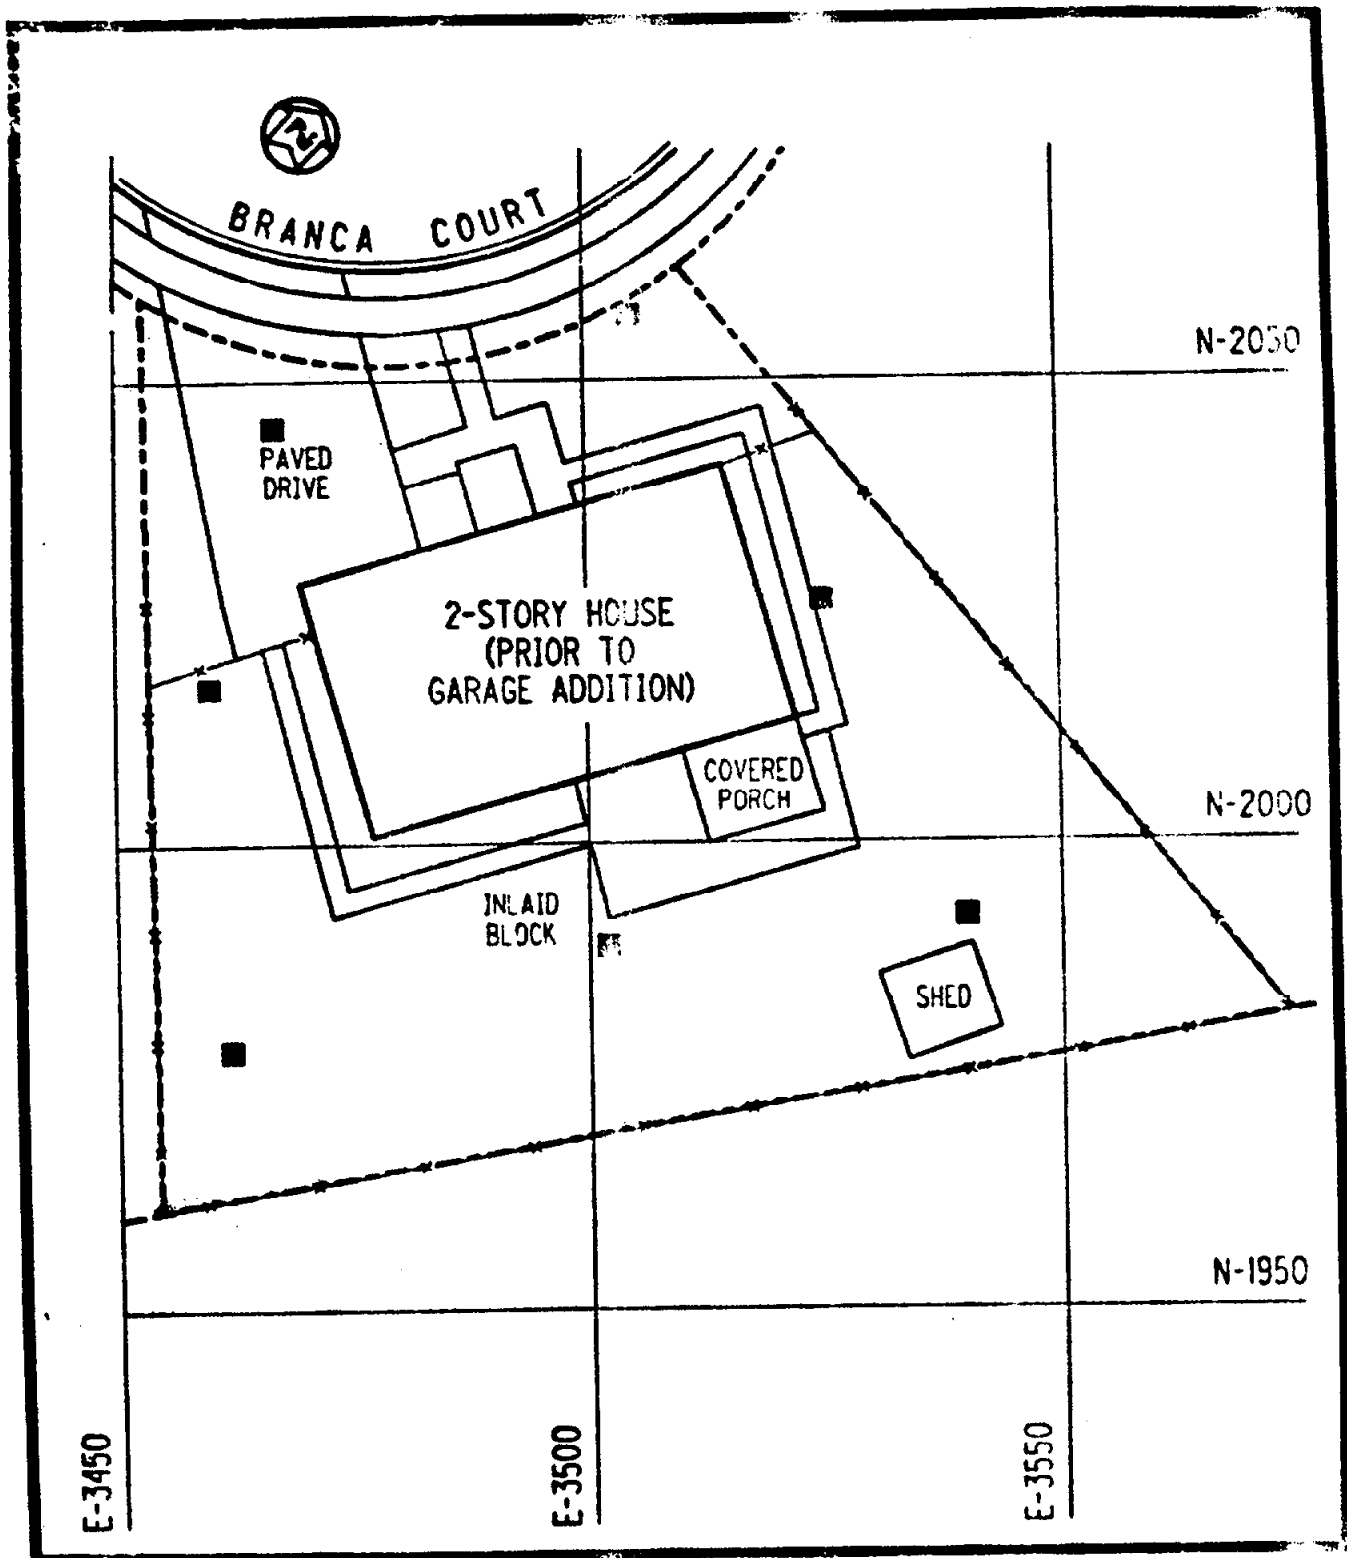 BRANCA COURT
N-2050
PAVED
DRIVE
2-STORY HOUSE
(PRIOR TO
GARAGE ADDITION)
COVERED
PORCH
N-2000
INLAID
BLOCK
SHED
N-1950
E-3450
E-3500
E-3550